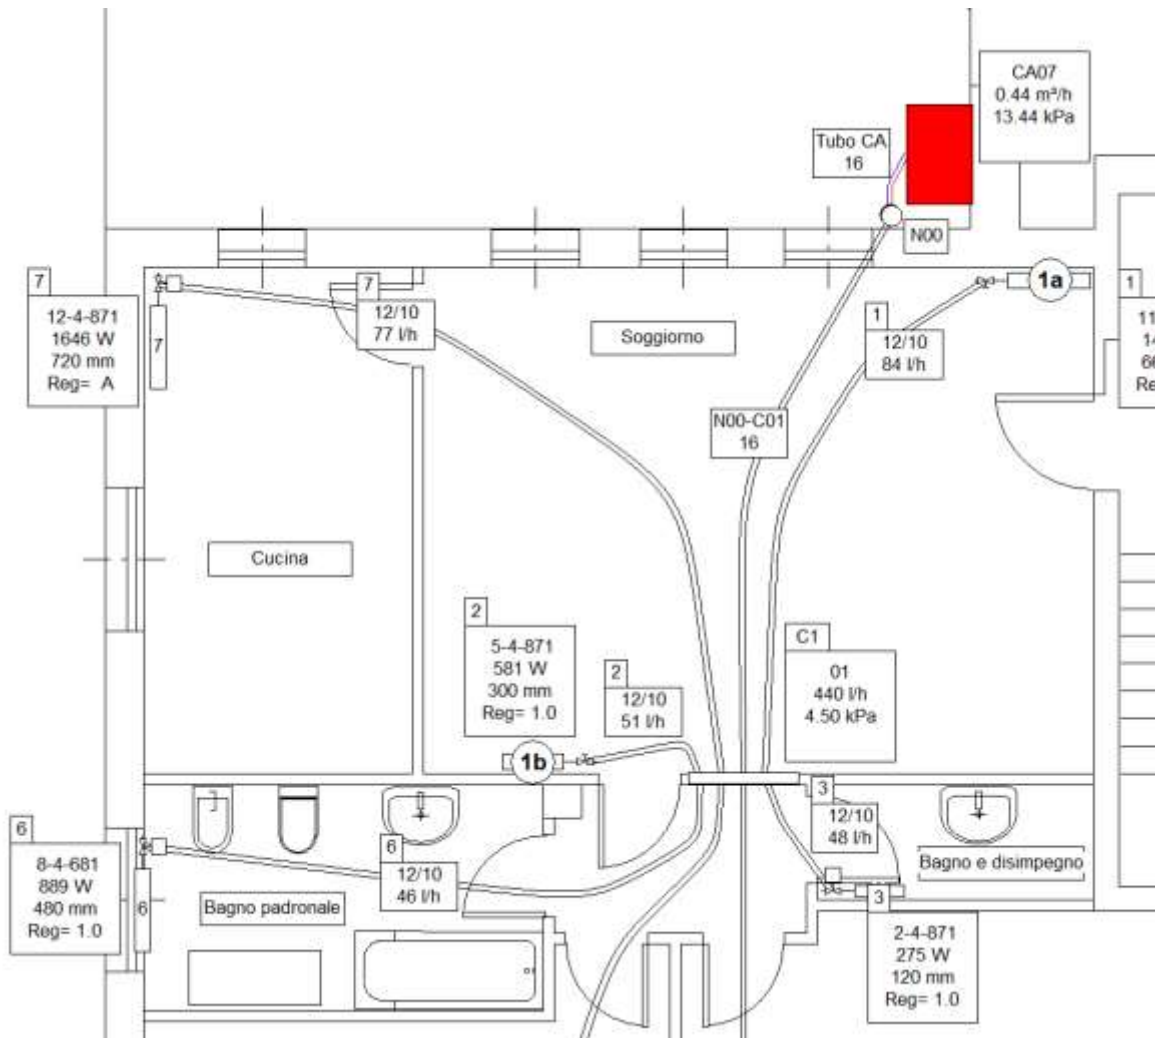 CA07
0.44 m³/h
13.44 kPa
Tubo CA
16
N00
7
12-4-871
1646 W
720 mm
Reg= A
7
7
12/10
77 l/h
Soggiorno
1
12/10
84 l/h
1a
1
11
14
66
Re
N00-C01
16
Cucina
2
5-4-871
581 W
300 mm
Reg= 1.0
2
12/10
51 l/h
C1
01
440 l/h
4.50 kPa
1b
3
12/10
48 l/h
6
8-4-681
889 W
480 mm
Reg= 1.0
6
6
12/10
46 l/h
Bagno padronale
Bagno e disimpegno
3
2-4-871
275 W
120 mm
Reg= 1.0